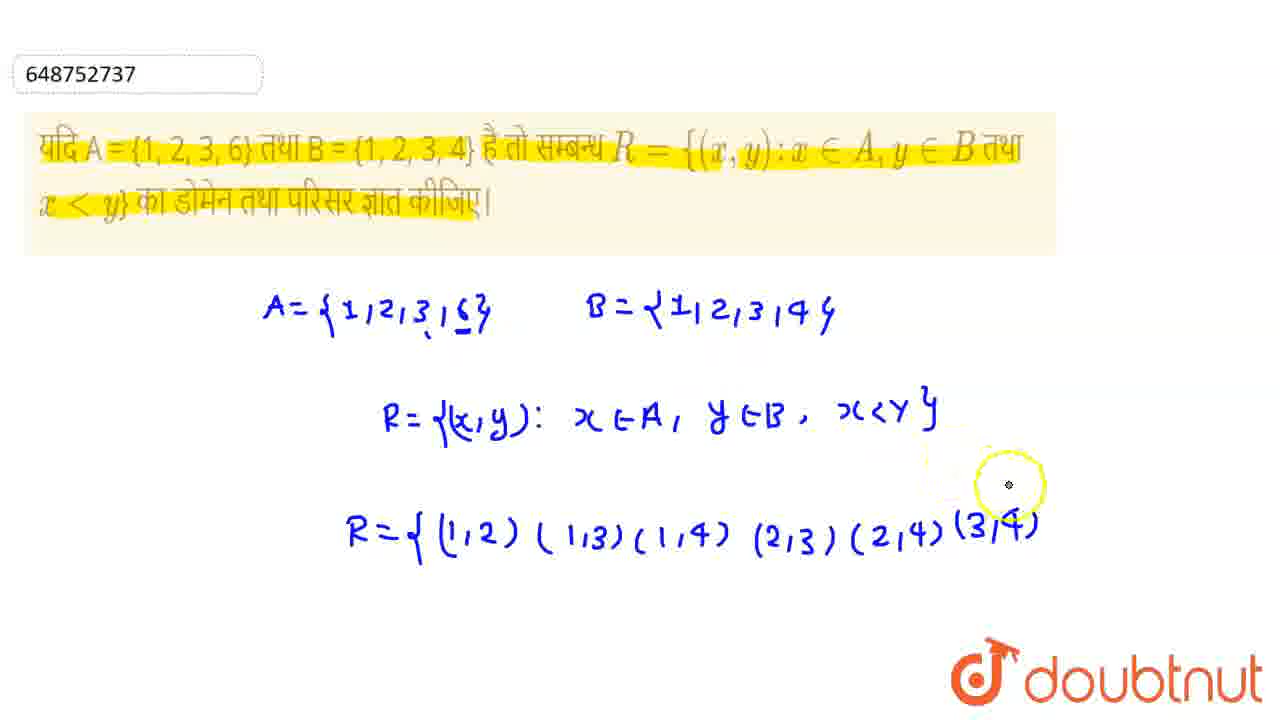 648752737
यदि A = {1, 2, 3, 6} तथा B = {1, 2, 3, 4} है तो सम्बन्ध R = {(x, y) : x ∈ A, y ∈ B तथा
x < y} का डोमेन तथा परिसर ज्ञात कीजिए।
A = {1, 2, 3, 6} B = {1, 2, 3, 4}
R = {(x, y) : x ∈ A, y ∈ B, x < y}
R = { (1, 2) (1, 3) (1, 4) (2, 3) (2, 4) (3, 4)
doubtnut